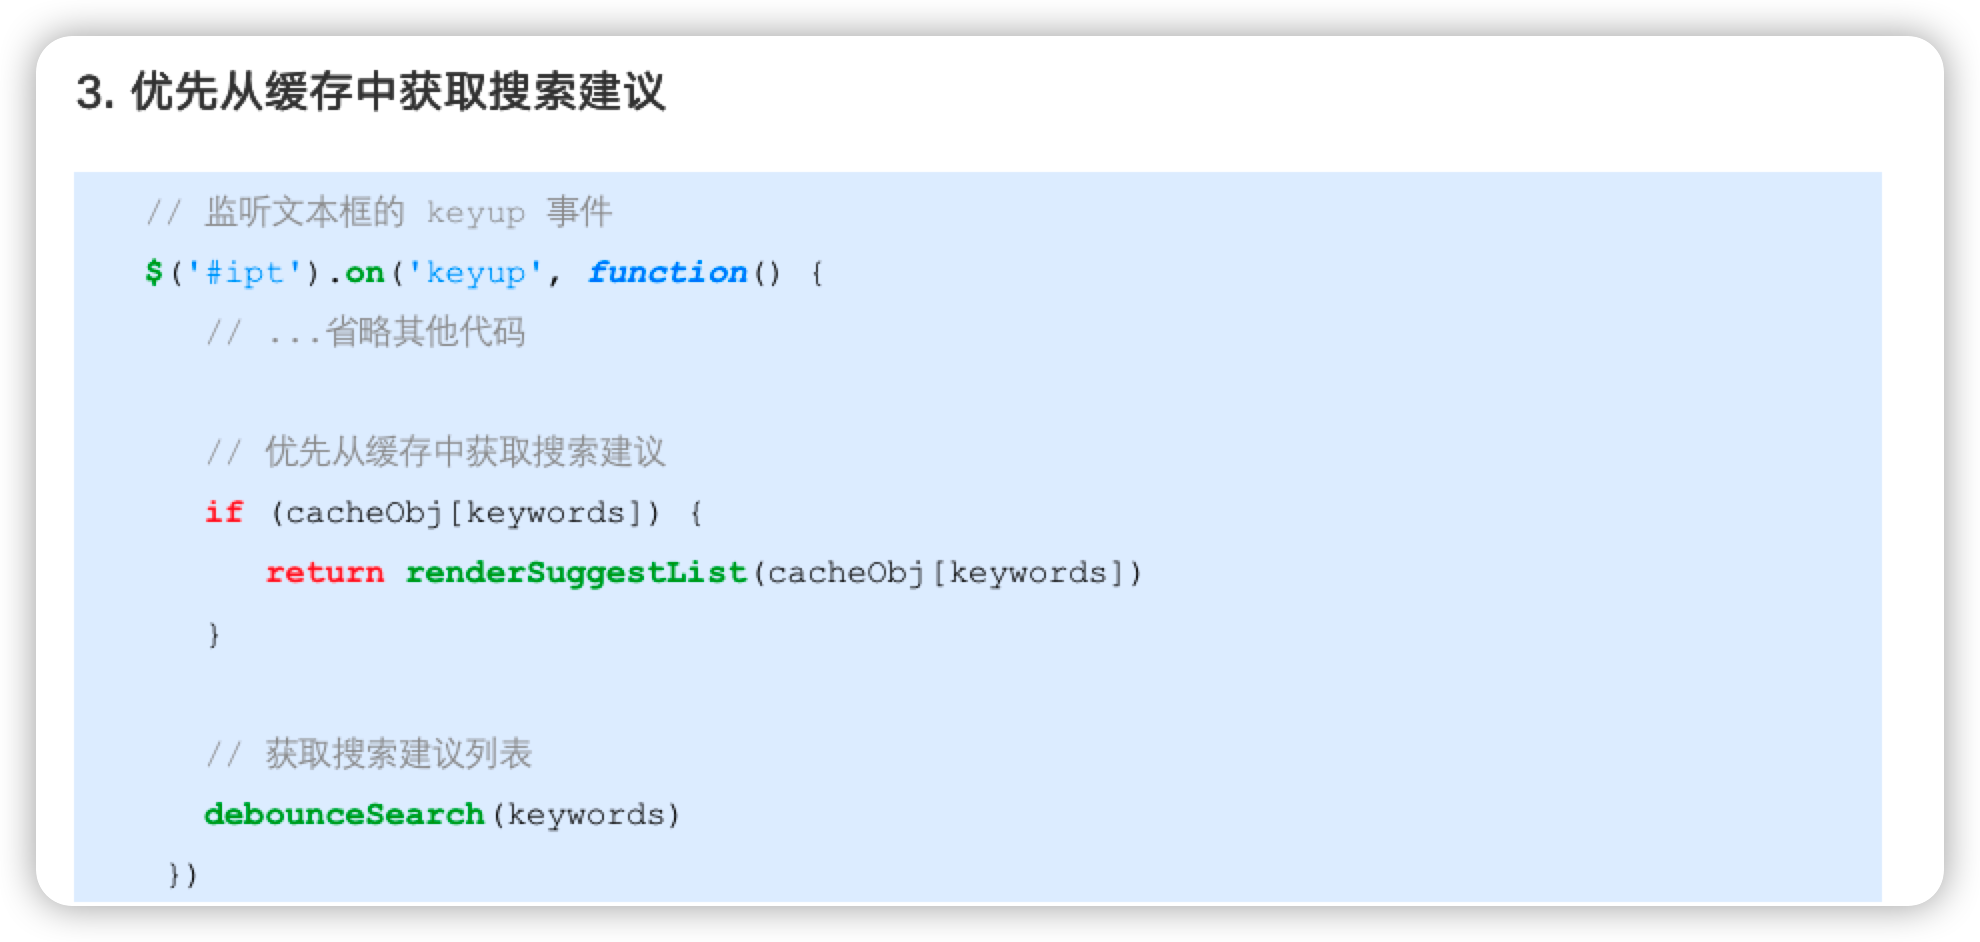 3. 优先从缓存中获取搜索建议
// 监听文本框的 keyup 事件
$('#ipt').on('keyup', function() {
// ...省略其他代码
// 优先从缓存中获取搜索建议
if (cacheObj[keywords]) {
return renderSuggestList(cacheObj[keywords])
}
// 获取搜索建议列表
debounceSearch(keywords)
})